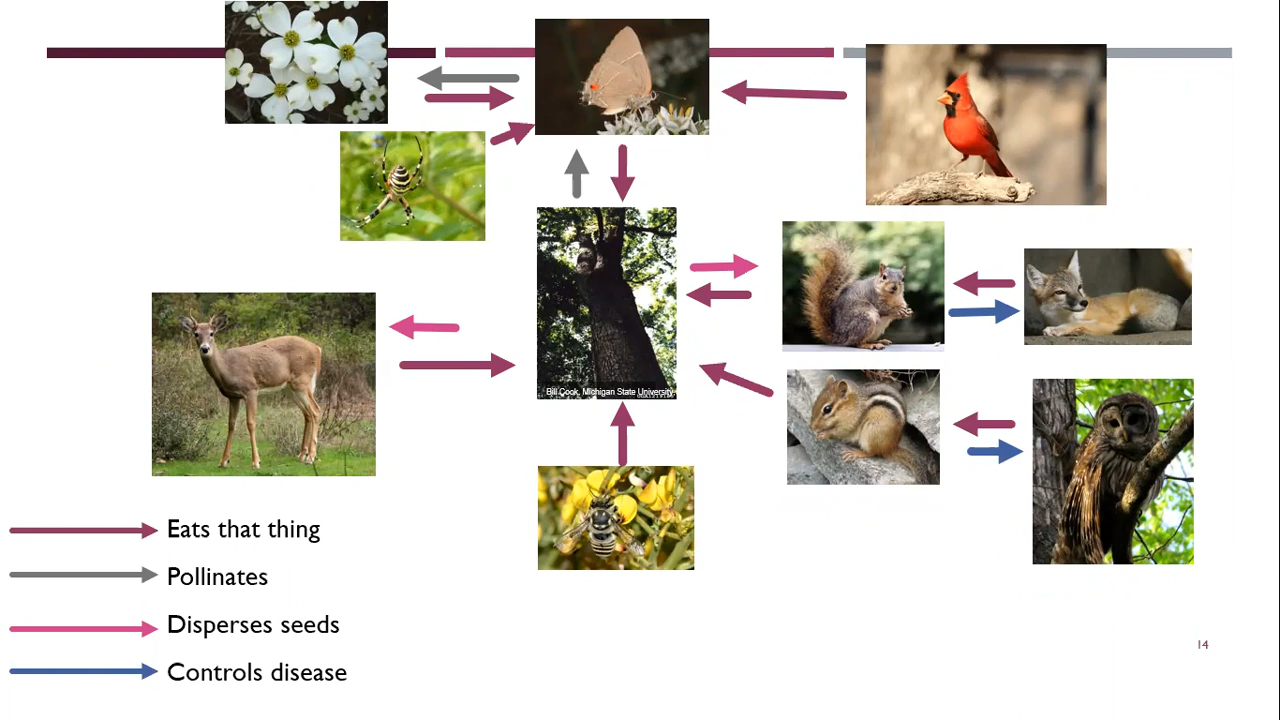 Bill Cook, Michigan State University
Eats that thing
Pollinates
Disperses seeds
Controls disease
14